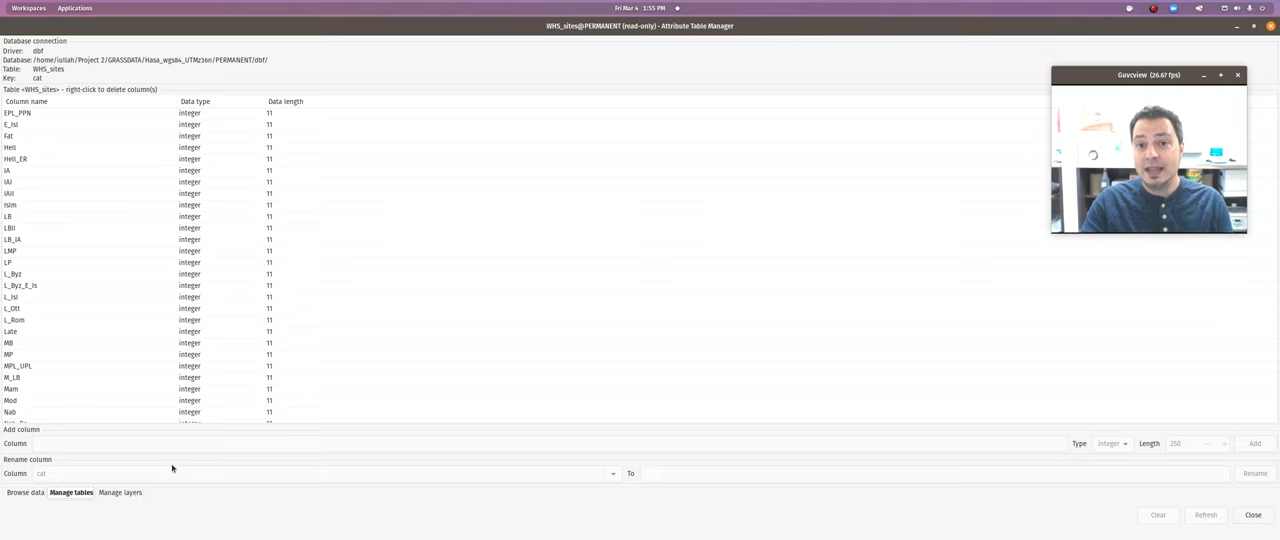 Workspaces Applications Fri Mar 4 1:55 PM
WHS_sites@PERMANENT (read-only) - Attribute Table Manager
Database connection
Driver: dbf
Database: /home/iullah/Project 2/GRASSDATA/Hasa_wgs84_UTMz36n/PERMANENT/dbf/
Table: WHS_sites
Key: cat
Guvcview (26.67 fps)
Table <WHS_sites> - right-click to delete column(s)
Column name Data type Data length
EPL_PPN integer 11
E_Isl integer 11
Fat integer 11
Hell integer 11
Hell_ER integer 11
IA integer 11
IAI integer 11
IAII integer 11
Islm integer 11
LB integer 11
LBII integer 11
LB_IA integer 11
LMP integer 11
LP integer 11
L_Byz integer 11
L_Byz_E_Is integer 11
L_Isl integer 11
L_Ott integer 11
L_Rom integer 11
Late integer 11
MB integer 11
MP integer 11
MPL_UPL integer 11
M_LB integer 11
Mam integer 11
Mod integer 11
Nab integer 11
Add column
Column Type integer Length 250 Add
Rename column
Column cat To Rename
Browse data Manage tables Manage layers
Clear Refresh Close